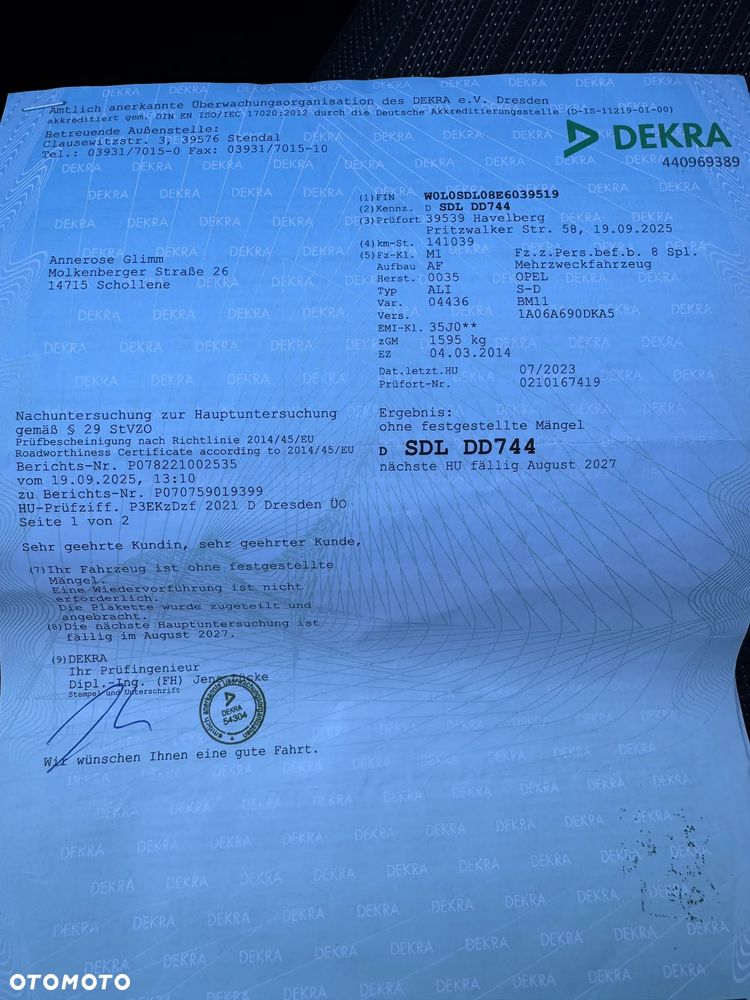 Amtlich anerkannte Überwachungsorganisation des DEKRA e.V. Dresden
akkreditiert gem. DIN EN ISO/IEC 17020:2012 durch die Deutsche Akkreditierungsstelle (D-IS-11219-01-00)
Betreuende Außenstelle:
Clausewitzstr. 3, 39576 Stendal
Tel.: 03931/7015-0 Fax: 03931/7015-10
DEKRA
440969389
(1) FIN W0L0SDL08E6039519
(2) Kennz. D SDL DD744
(3) Prüfort 39539 Havelberg
Pritzwalker Str. 58, 19.09.2025
(4) km-St. 141039
(5) Fz-Kl. M1 Fz.z.Pers.bef.b. 8 Spl.
Aufbau AF Mehrzweckfahrzeug
Herst. 0035 OPEL
Typ ALI S-D
Var. 04436 BM11
Vers. 1A06A690DKA5
EMI-Kl. 35J0**
zGM 1595 kg
EZ 04.03.2014
Dat.letzt.HU 07/2023
Prüfort-Nr. 0210167419
Annerose Glimm
Molkenberger Straße 26
14715 Schollene
Nachuntersuchung zur Hauptuntersuchung
gemäß § 29 StVZO
Prüfbescheinigung nach Richtlinie 2014/45/EU
Roadworthiness Certificate according to 2014/45/EU
Berichts-Nr. P078221002535
vom 19.09.2025, 13:10
zu Berichts-Nr. P070759019399
HU-Prüfziff. P3EKzDzf 2021 D Dresden ÜO
Seite 1 von 2
Ergebnis:
ohne festgestellte Mängel
D SDL DD744
nächste HU fällig August 2027
Sehr geehrte Kundin, sehr geehrter Kunde,
(7) Ihr Fahrzeug ist ohne festgestellte
Mängel.
Eine Wiedervorführung ist nicht
erforderlich.
Die Plakette wurde zugeteilt und
angebracht.
(8) Die nächste Hauptuntersuchung ist
fällig im August 2027.
(9) DEKRA
Ihr Prüfingenieur
Dipl.-Ing. (FH) Jens Lücke
Stempel und Unterschrift
amtlich anerkannte Überwachungsorganisation
DEKRA
54304
Wir wünschen Ihnen eine gute Fahrt.
OTOMOTO